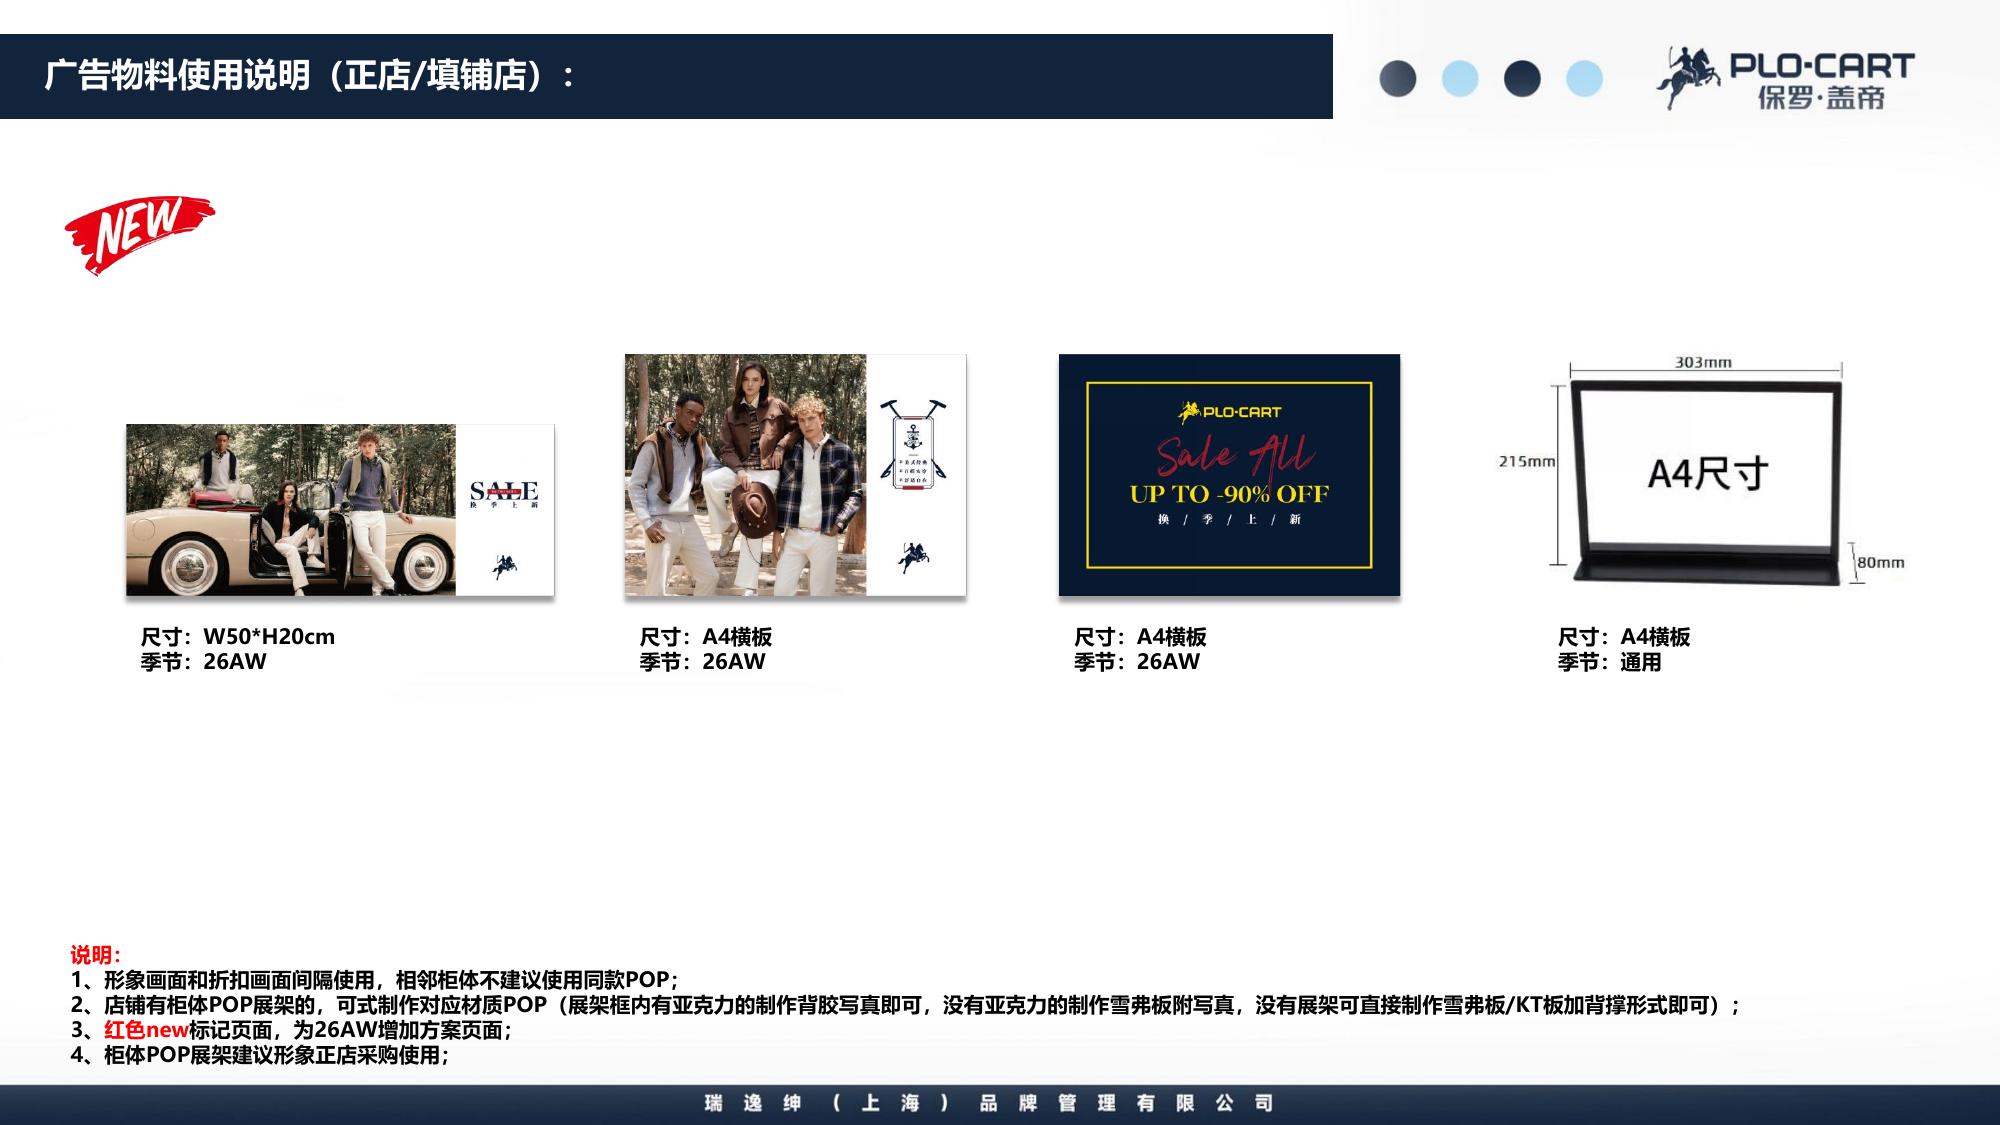 广告物料使用说明（正店/填铺店）：
PLO·CART
保罗·盖帝
NEW
SALE
换 季 上 新
PLO·CART
Sale All
UP TO -90% OFF
换 / 季 / 上 / 新
303mm
215mm
A4尺寸
80mm
尺寸：W50*H20cm
季节：26AW
尺寸：A4横板
季节：26AW
尺寸：A4横板
季节：26AW
尺寸：A4横板
季节：通用
说明：
1、形象画面和折扣画面间隔使用，相邻柜体不建议使用同款POP；
2、店铺有柜体POP展架的，可式制作对应材质POP（展架框内有亚克力的制作背胶写真即可，没有亚克力的制作雪弗板附写真，没有展架可直接制作雪弗板/KT板加背撑形式即可）；
3、红色new标记页面，为26AW增加方案页面；
4、柜体POP展架建议形象正店采购使用；
瑞逸绅（上海）品牌管理有限公司